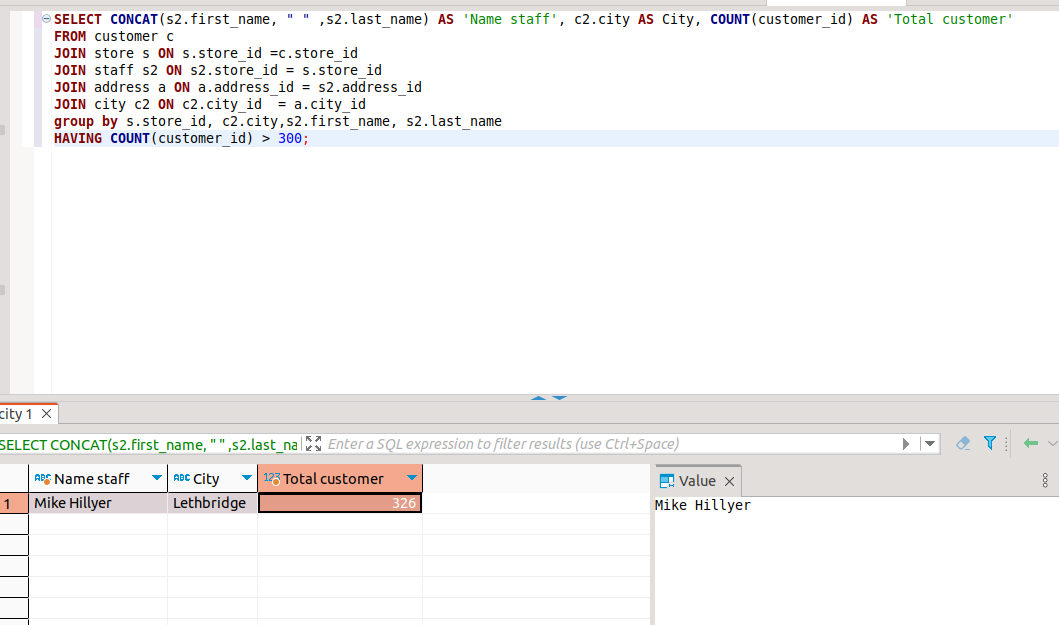 SELECT CONCAT(s2.first_name, " " ,s2.last_name) AS 'Name staff', c2.city AS City, COUNT(customer_id) AS 'Total customer'
FROM customer c
JOIN store s ON s.store_id =c.store_id
JOIN staff s2 ON s2.store_id = s.store_id
JOIN address a ON a.address_id = s2.address_id
JOIN city c2 ON c2.city_id  = a.city_id
group by s.store_id, c2.city,s2.first_name, s2.last_name
HAVING COUNT(customer_id) > 300;
city 1
SELECT CONCAT(s2.first_name, " ",s2.last_na Enter a SQL expression to filter results (use Ctrl+Space)
ABC Name staff ABC City 123 Total customer Value
1 Mike Hillyer Lethbridge 326 Mike Hillyer